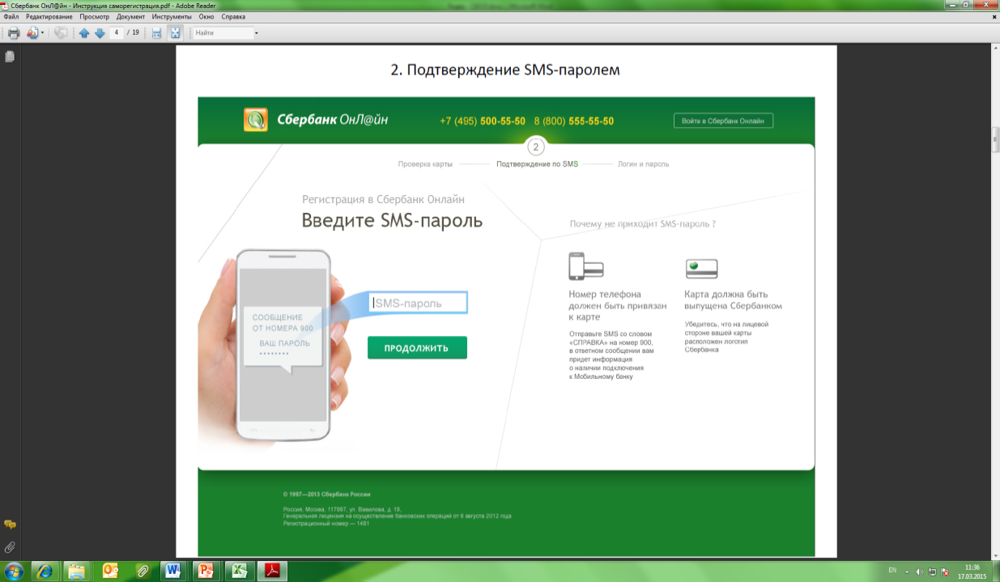 Сбербанк ОнЛ@йн - Инструкция саморегистрация.pdf - Adobe Reader
Файл Редактирование Просмотр Документ Инструменты Окно Справка
4 / 19 Найти
2. Подтверждение SMS-паролем
Сбербанк ОнЛ@йн +7 (495) 500-55-50 8 (800) 555-55-50 Войти в Сбербанк Онлайн
2
Проверка карты Подтверждение по SMS Логин и пароль
Регистрация в Сбербанк Онлайн
Введите SMS-пароль
СООБЩЕНИЕ
ОТ НОМЕРА 900
ВАШ ПАРОЛЬ
********
SMS-пароль
ПРОДОЛЖИТЬ
Почему не приходит SMS-пароль ?
Номер телефона
должен быть привязан
к карте
Отправьте SMS со словом
«СПРАВКА» на номер 900,
в ответном сообщении вам
придет информация
о наличии подключения
к Мобильному банку
Карта должна быть
выпущена Сбербанком
Убедитесь, что на лицевой
стороне вашей карты
расположен логотип
Сбербанка
© 1997—2013 Сбербанк России
Россия, Москва, 117997, ул. Вавилова, д. 19,
Генеральная лицензия на осуществление банковских операций от 8 августа 2012 года
Регистрационный номер — 1481
EN
11:36
17.03.2015